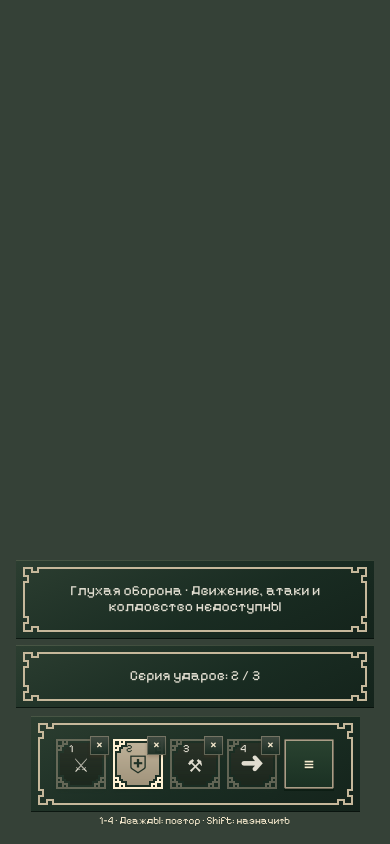 Глухая оборона · Движение, атаки и
колдовство недоступны
Серия ударов: 2 / 3
1 × 2 × 3 × 4 ×
1-4 · Дважды: повтор · Shift: назначить